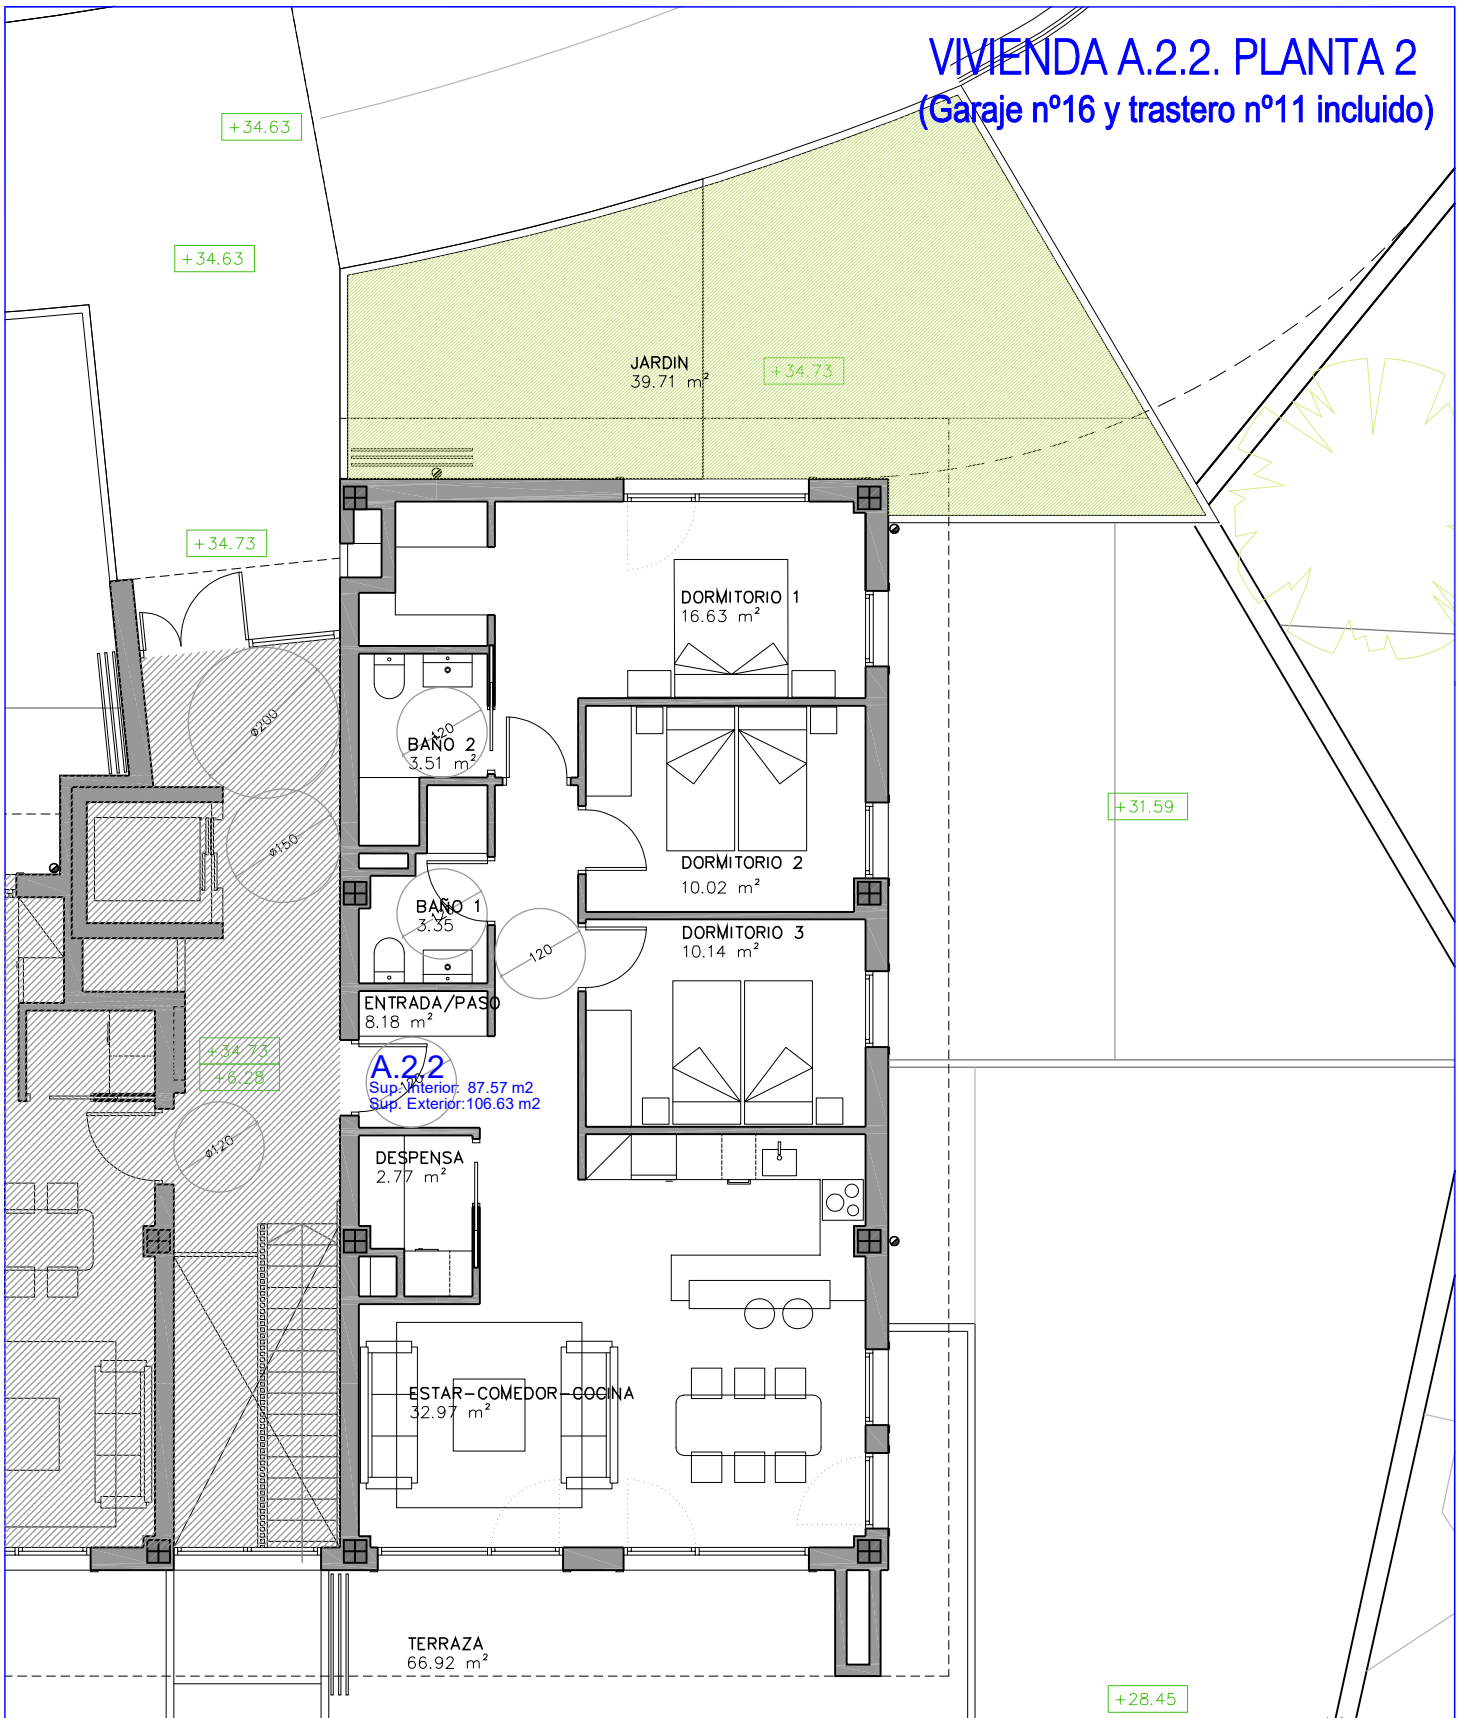 VIVIENDA A.2.2. PLANTA 2
(Garaje nº16 y trastero nº11 incluido)
+34.63
+34.63
JARDIN
39.71 m²
+34.73
+34.73
DORMITORIO 1
16.63 m²
ø200
120
BAÑO 2
3.51 m²
+31.59
ø150
DORMITORIO 2
10.02 m²
BAÑO 1
3.35
120
DORMITORIO 3
10.14 m²
120
ENTRADA/PASO
8.18 m²
+34.73
+6.28
A.2.2
120
Sup. Interior: 87.57 m2
Sup. Exterior:106.63 m2
ø120
DESPENSA
2.77 m²
ESTAR-COMEDOR-COCINA
32.97 m²
TERRAZA
66.92 m²
+28.45